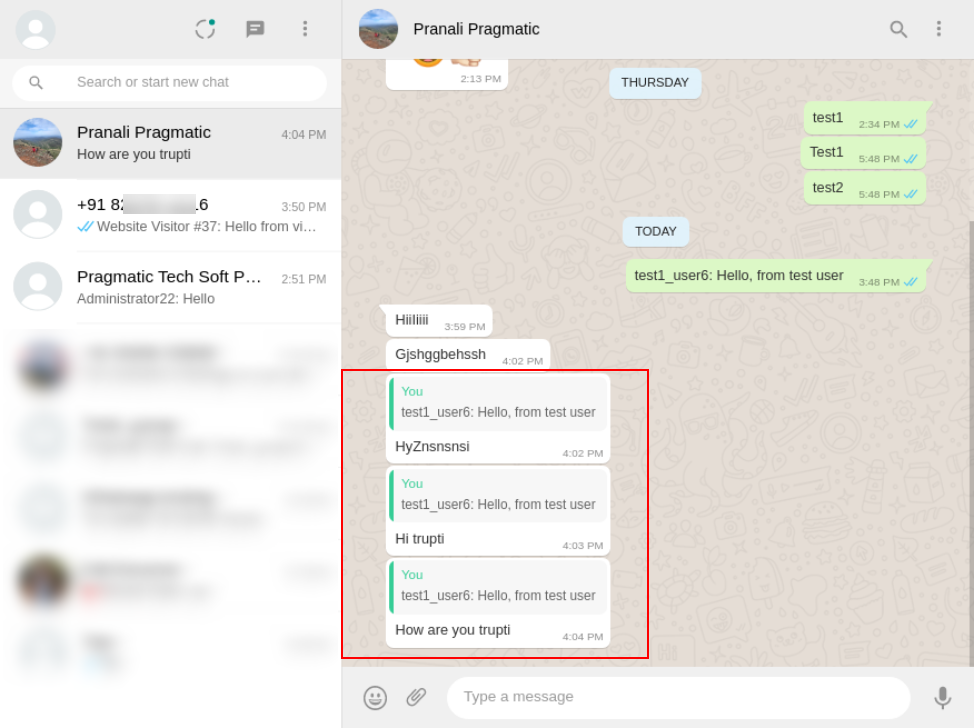 Search or start new chat
Pranali Pragmatic
4:04 PM
How are you trupti
+91 82
.6
3:50 PM
Website Visitor #37: Hello from vi…
Pragmatic Tech Soft P…
2:51 PM
Administrator22: Hello
Pranali Pragmatic
2:13 PM
THURSDAY
test1 2:34 PM
Test1 5:48 PM
test2 5:48 PM
TODAY
test1_user6: Hello, from test user 3:48 PM
Hiiliiii 3:59 PM
Gjshggbehssh 4:02 PM
You
test1_user6: Hello, from test user
HyZnsnsnsi 4:02 PM
You
test1_user6: Hello, from test user
Hi trupti 4:03 PM
You
test1_user6: Hello, from test user
How are you trupti 4:04 PM
Type a message